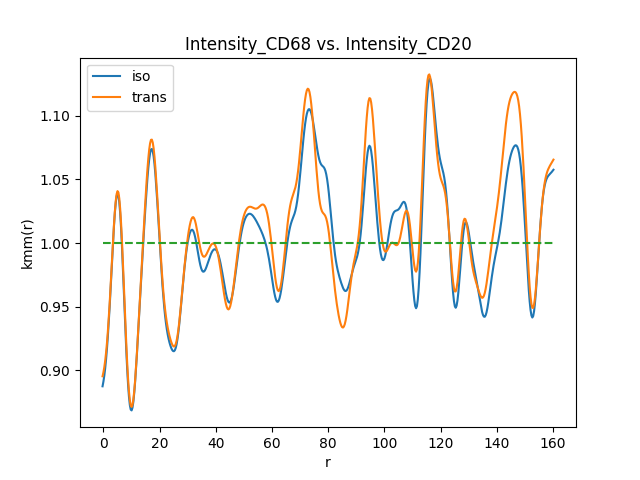 Intensity_CD68 vs. Intensity_CD20
iso
trans
kmm(r)
1.10
1.05
1.00
0.95
0.90
0 20 40 60 80 100 120 140 160
r